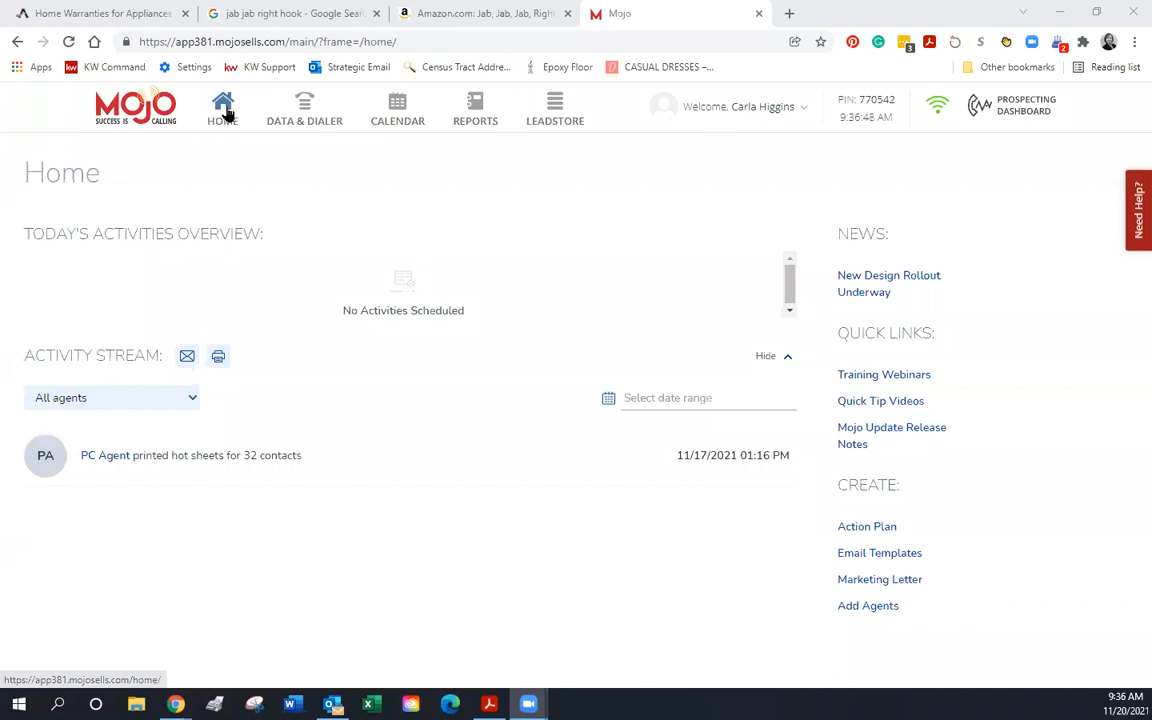 Home Warranties for Appliances
jab jab right hook - Google Sear
Amazon.com: Jab, Jab, Jab, Right
Mojo
https://app381.mojosells.com/main/?frame=/home/
Apps
KW Command
Settings
KW Support
Strategic Email
Census Tract Addre...
Epoxy Floor
CASUAL DRESSES –...
Other bookmarks
Reading list
MOJO
SUCCESS IS CALLING
HOME
DATA & DIALER
CALENDAR
REPORTS
LEADSTORE
Welcome, Carla Higgins
PIN: 770542
9:36:48 AM
PROSPECTING
DASHBOARD
Need Help?
Home
TODAY'S ACTIVITIES OVERVIEW:
No Activities Scheduled
ACTIVITY STREAM:
Hide
All agents
Select date range
PA
PC Agent printed hot sheets for 32 contacts
11/17/2021 01:16 PM
NEWS:
New Design Rollout
Underway
QUICK LINKS:
Training Webinars
Quick Tip Videos
Mojo Update Release
Notes
CREATE:
Action Plan
Email Templates
Marketing Letter
Add Agents
https://app381.mojosells.com/home/
9:36 AM
11/20/2021